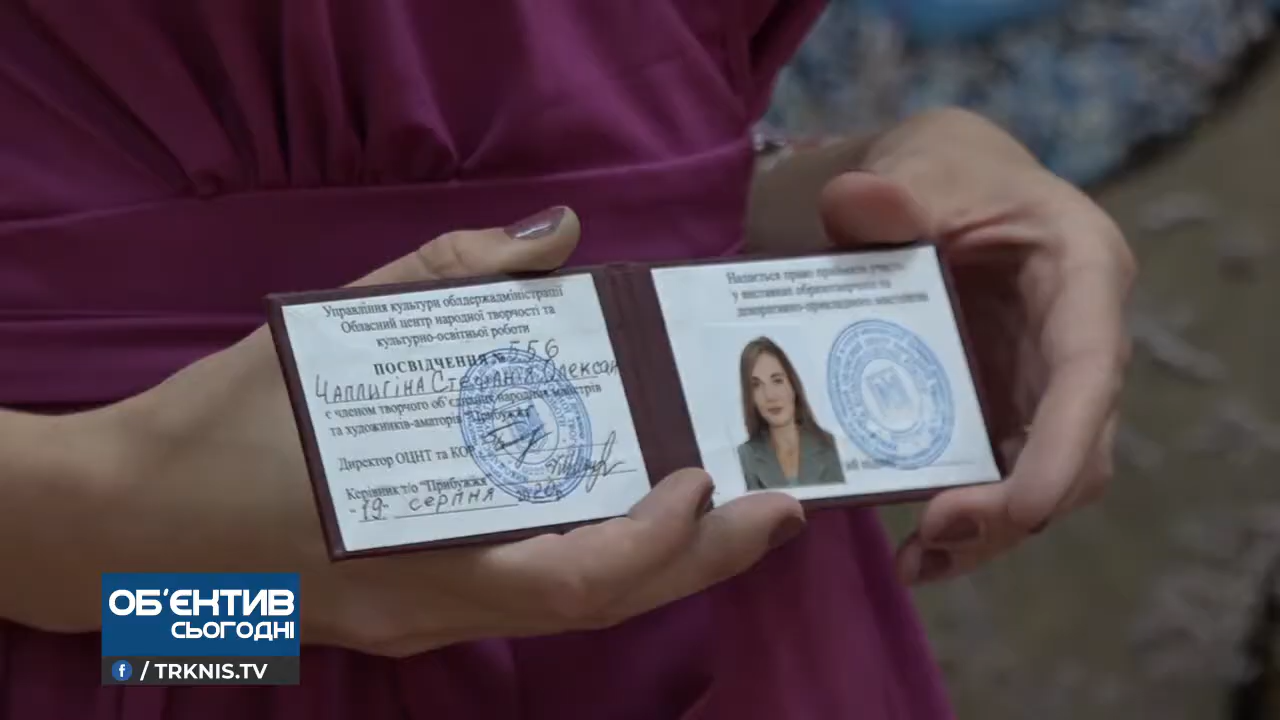 Управління культури облдержадміністрації
Обласний центр народної творчості та
культурно-освітньої роботи
ПОСВІДЧЕННЯ № 556
Чаплигіна Стефанія Олексан
є членом творчого об'єднання народних майстрів
та художників-аматорів "Прибужжя"
Директор ОЦНТ та КОР
Керівник т/о "Прибужжя"
"19" серпня
Надається право приймати участь
у виставках образотворчого та
декоративно-прикладного мистецтва
ОБ'ЄКТИВ
СЬОГОДНІ
f / TRKNIS.TV